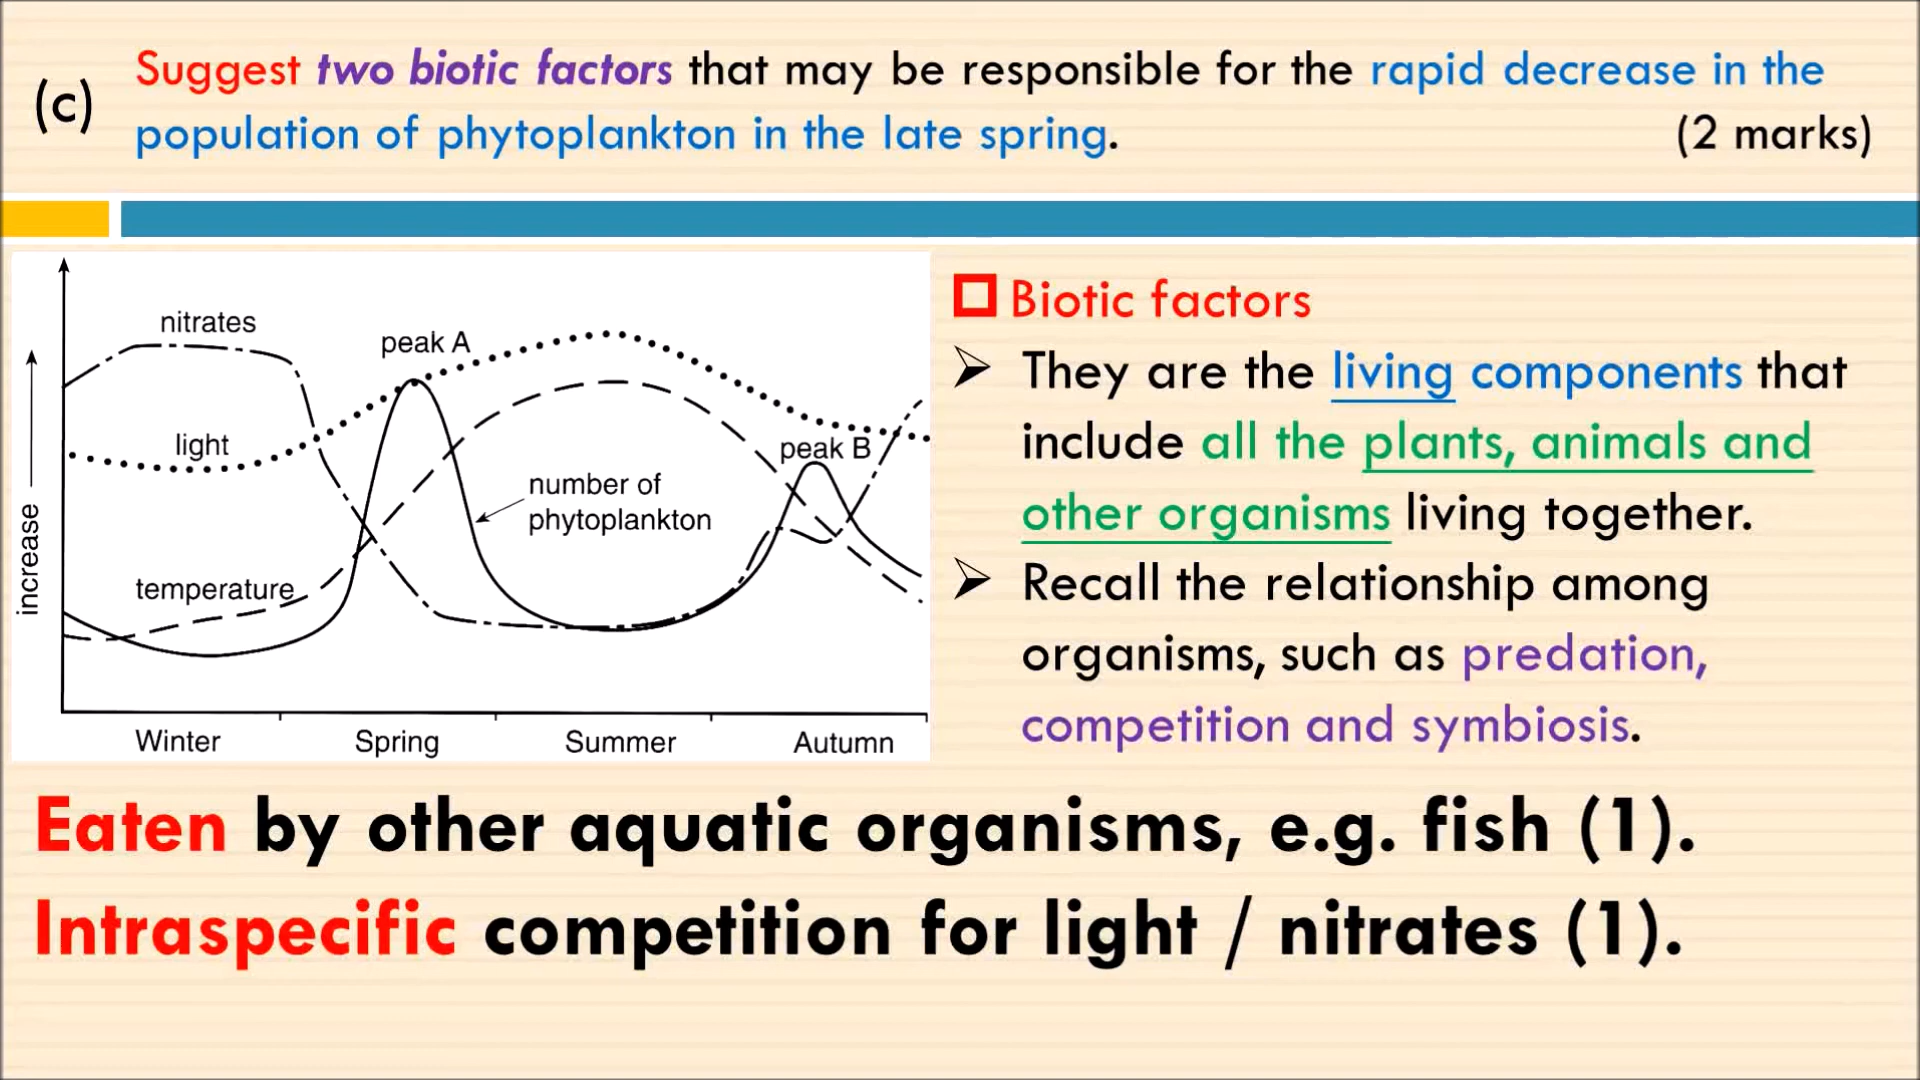 (c)
Suggest two biotic factors that may be responsible for the rapid decrease in the
population of phytoplankton in the late spring. (2 marks)
nitrates
peak A
light
peak B
number of
phytoplankton
temperature
increase
Winter Spring Summer Autumn
Biotic factors
They are the living components that
include all the plants, animals and
other organisms living together.
Recall the relationship among
organisms, such as predation,
competition and symbiosis.
Eaten by other aquatic organisms, e.g. fish (1).
Intraspecific competition for light / nitrates (1).